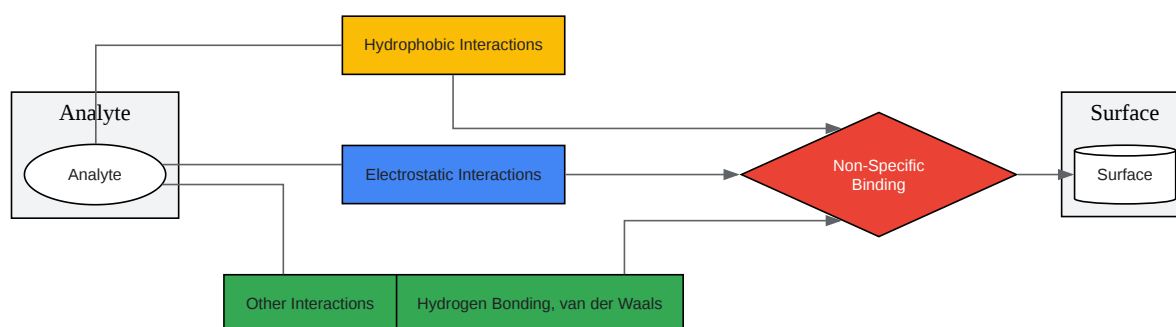 Hydrophobic Interactions
Analyte
Surface
Analyte
Electrostatic Interactions
Non-Specific
Binding
Surface
Other Interactions
Hydrogen Bonding, van der Waals